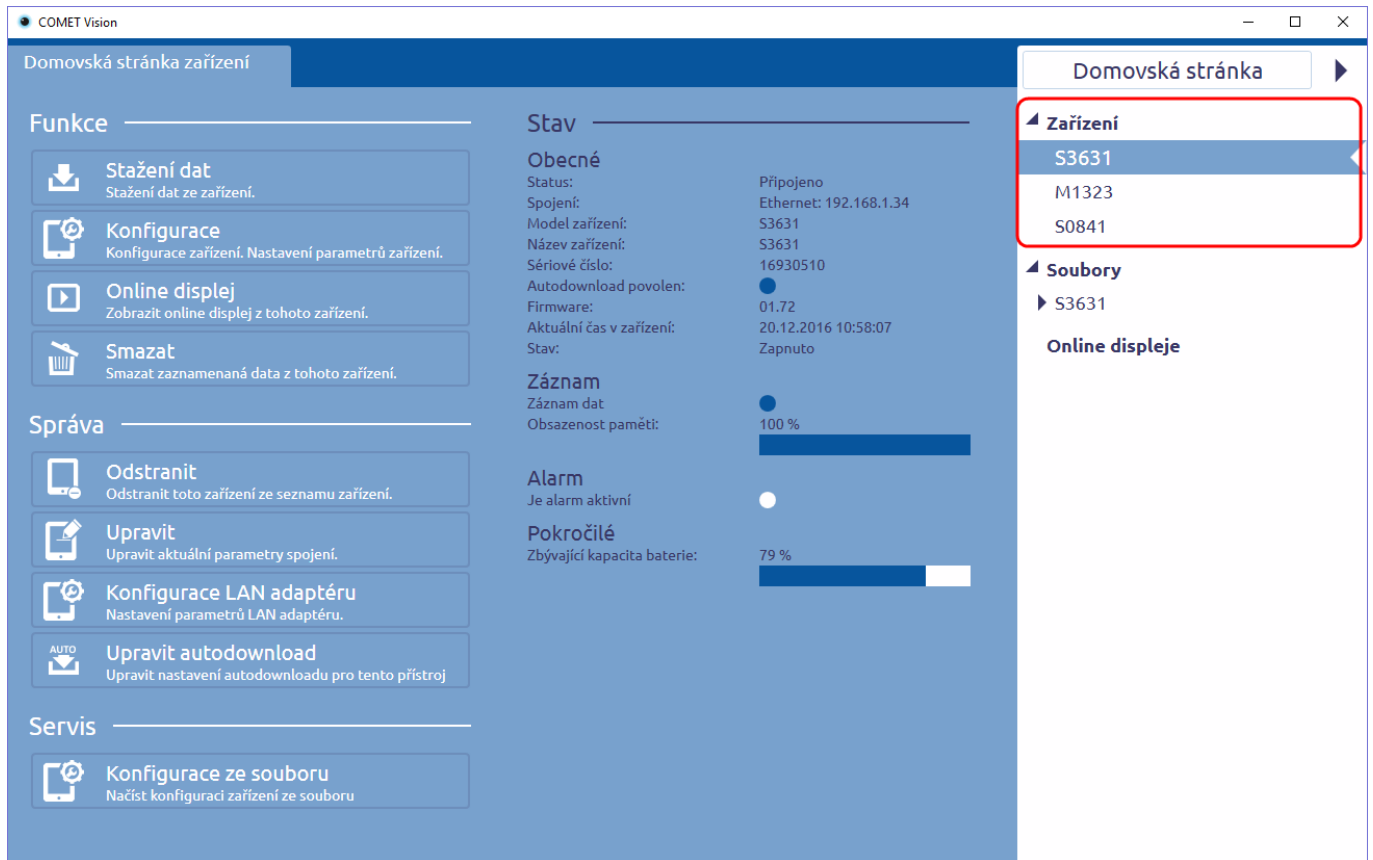 COMET Vision
Domovská stránka zařízení
Funkce
Stažení dat
Stažení dat ze zařízení.
Konfigurace
Konfigurace zařízení. Nastavení parametrů zařízení.
Online displej
Zobrazit online displej z tohoto zařízení.
Smazat
Smazat zaznamenaná data z tohoto zařízení.
Správa
Odstranit
Odstranit toto zařízení ze seznamu zařízení.
Upravit
Upravit aktuální parametry spojení.
Konfigurace LAN adaptéru
Nastavení parametrů LAN adaptéru.
AUTO
Upravit autodownload
Upravit nastavení autodownloadu pro tento přístroj
Servis
Konfigurace ze souboru
Načíst konfiguraci zařízení ze souboru
Stav
Obecné
Status: Připojeno
Spojení: Ethernet: 192.168.1.34
Model zařízení: S3631
Název zařízení: S3631
Sériové číslo: 16930510
Autodownload povolen:
Firmware: 01.72
Aktuální čas v zařízení: 20.12.2016 10:58:07
Stav: Zapnuto
Záznam
Záznam dat
Obsazenost paměti: 100 %
Alarm
Je alarm aktivní
Pokročilé
Zbývající kapacita baterie: 79 %
Domovská stránka
Zařízení
S3631
M1323
S0841
Soubory
S3631
Online displeje